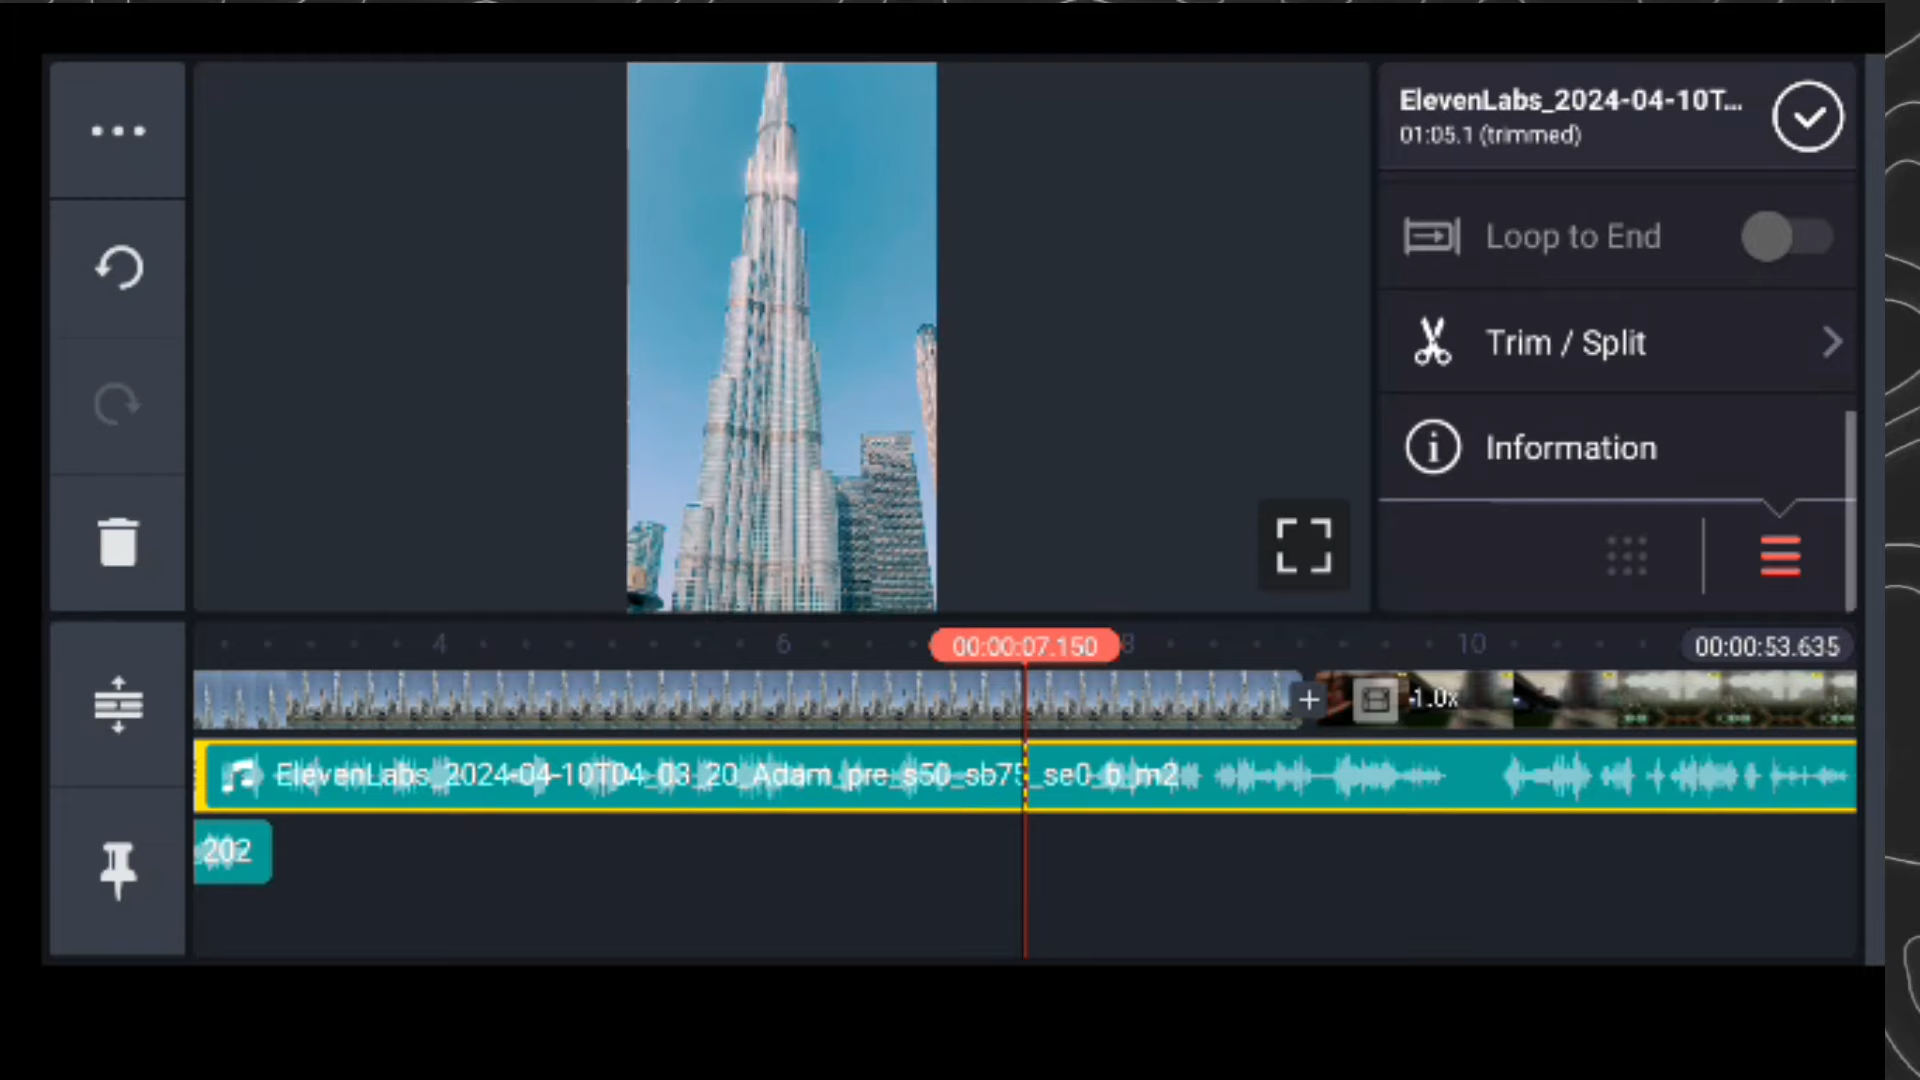 ElevenLabs_2024-04-10T...
01:05.1 (trimmed)
Loop to End
Trim / Split
Information
4
6
00:00:07.150
8
10
00:00:53.635
-1.0x
ElevenLabs_2024-04-10T04_03_20_Adam_pre_s50_sb75_se0_b_m2
202